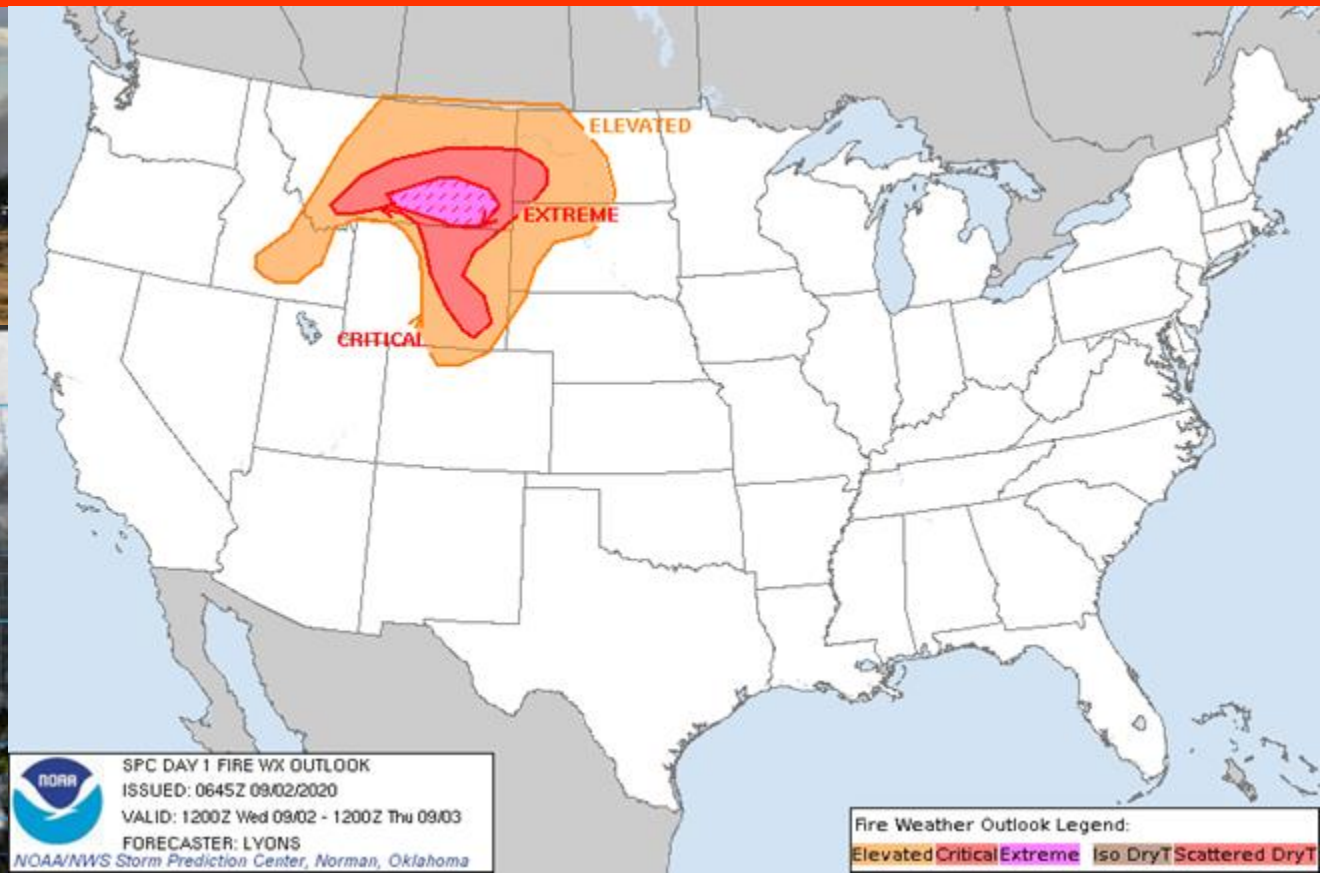 ELEVATED
EXTREME
CRITICAL
NOAA
SPC DAY 1 FIRE WX OUTLOOK
ISSUED: 0645Z 09/02/2020
VALID: 1200Z Wed 09/02 - 1200Z Thu 09/03
FORECASTER: LYONS
NOAA/NWS Storm Prediction Center, Norman, Oklahoma
Fire Weather Outlook Legend:
Elevated Critical Extreme Iso DryT Scattered DryT